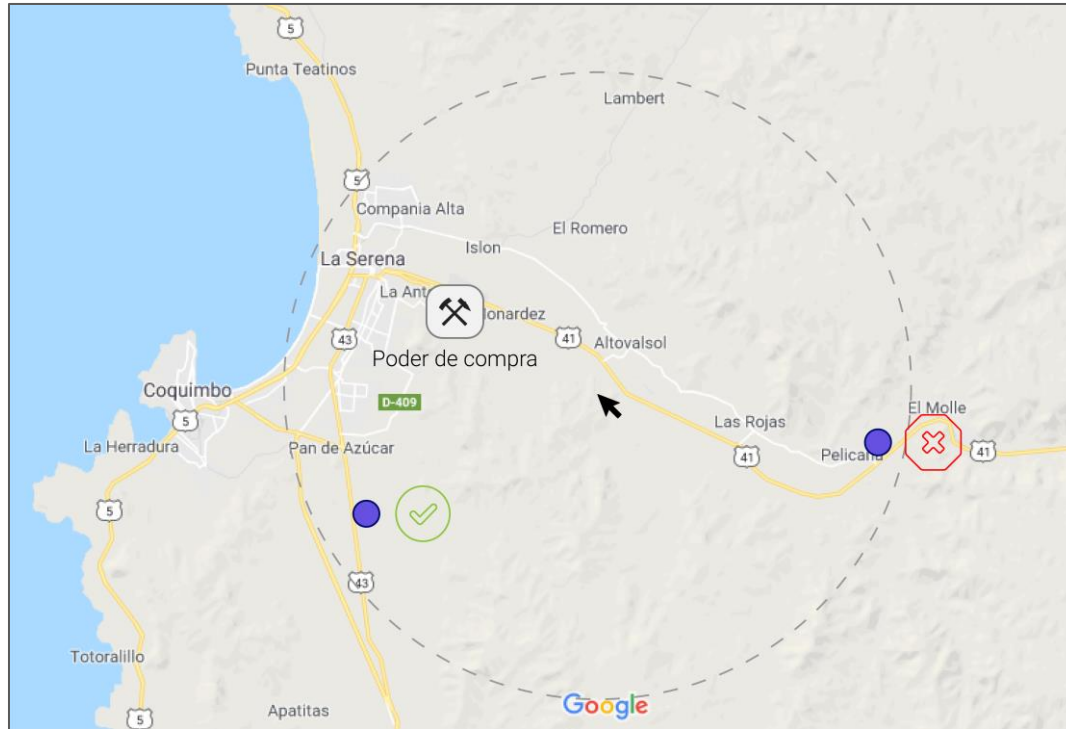 5
Punta Teatinos
Lambert
5
Compania Alta
El Romero
Islon
La Serena
La Ant
lonardez
43
41
Altovalsol
Poder de compra
Coquimbo
D-409
El Molle
5
Las Rojas
La Herradura
Pan de Azúcar
Pelicana
41
41
5
43
Totoralillo
Apatitas
Google
5